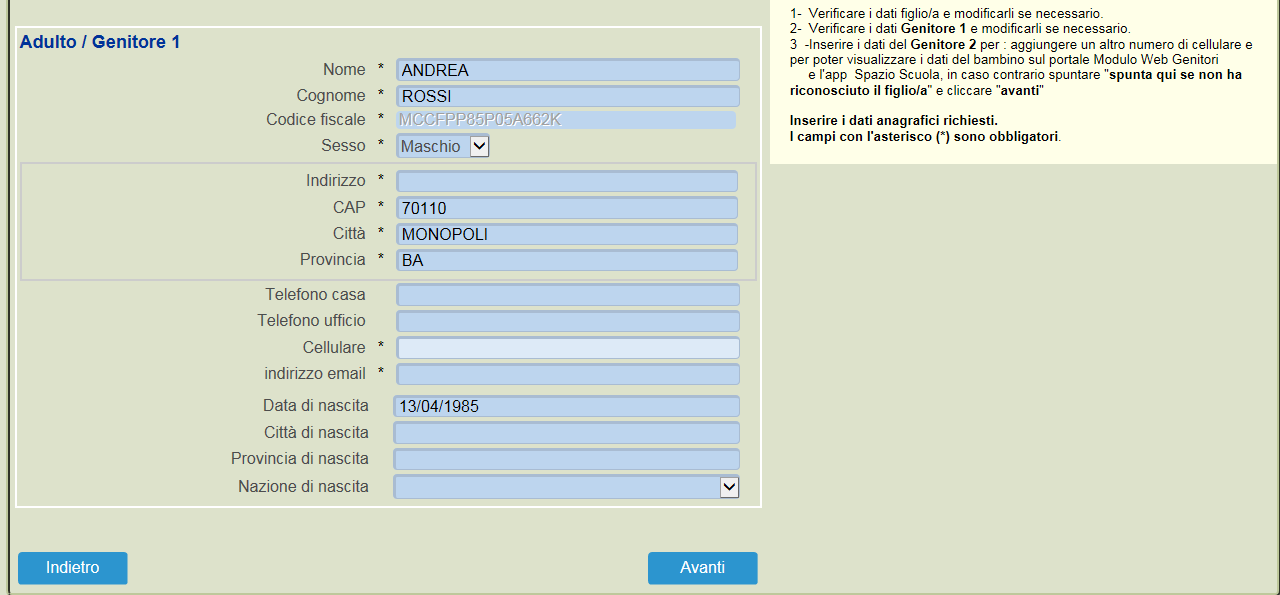 Adulto / Genitore 1
Nome * ANDREA
Cognome * ROSSI
Codice fiscale * MCCFPP85P05A662K
Sesso * Maschio
Indirizzo *
CAP * 70110
Città * MONOPOLI
Provincia * BA
Telefono casa
Telefono ufficio
Cellulare *
indirizzo email *
Data di nascita 13/04/1985
Città di nascita
Provincia di nascita
Nazione di nascita
Indietro
Avanti
1- Verificare i dati figlio/a e modificarli se necessario.
2- Verificare i dati Genitore 1 e modificarli se necessario.
3 -Inserire i dati del Genitore 2 per : aggiungere un altro numero di cellulare e
per poter visualizzare i dati del bambino sul portale Modulo Web Genitori
e l'app Spazio Scuola, in caso contrario spuntare "spunta qui se non ha
riconosciuto il figlio/a" e cliccare "avanti"
Inserire i dati anagrafici richiesti.
I campi con l'asterisco (*) sono obbligatori.